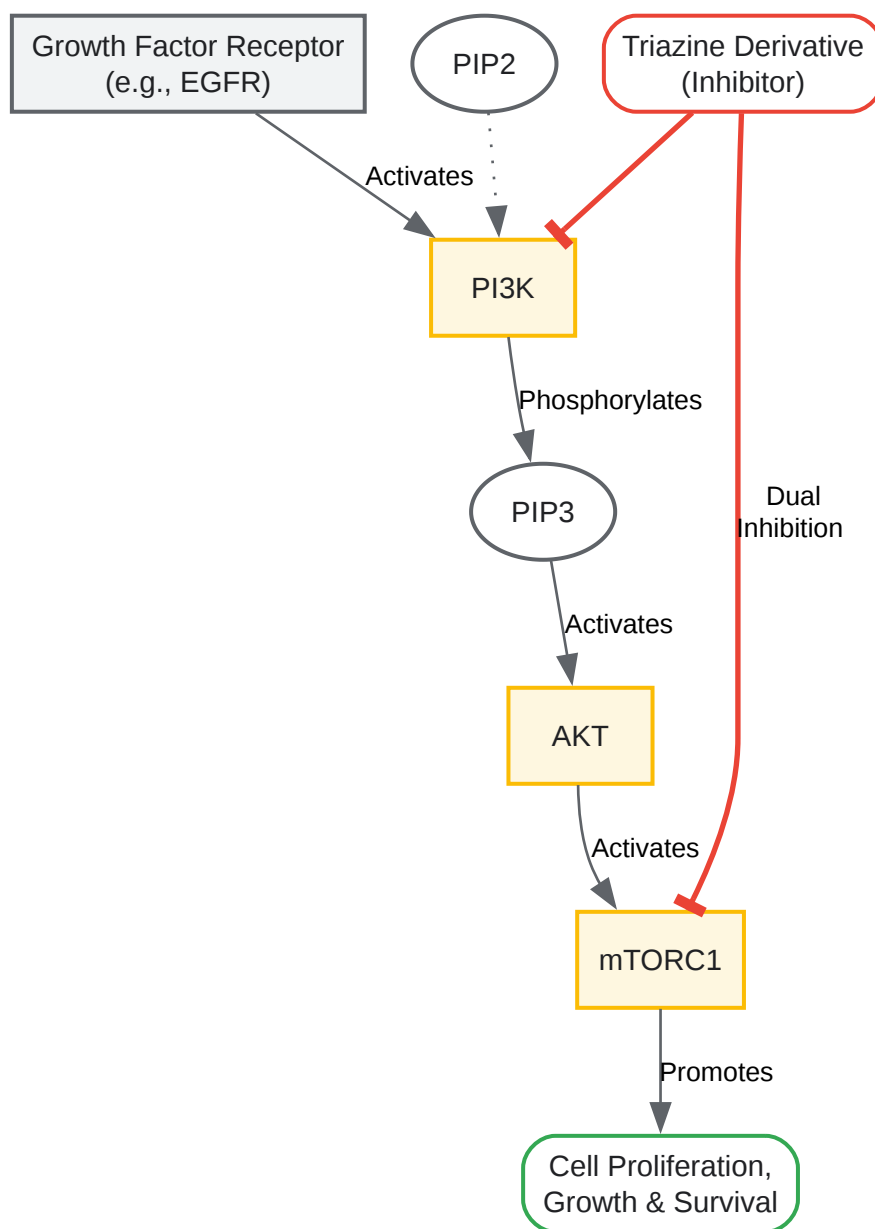 Growth Factor Receptor
(e.g., EGFR)
PIP2
Triazine Derivative
(Inhibitor)
Activates
PI3K
Phosphorylates
PIP3
Dual
Inhibition
Activates
AKT
Activates
mTORC1
Promotes
Cell Proliferation,
Growth & Survival